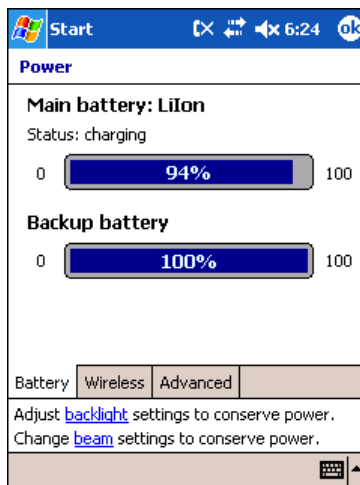 Start 6:24 ok
Power
Main battery: LiIon
Status: charging
0 94% 100
Backup battery
0 100% 100
Battery Wireless Advanced
Adjust backlight settings to conserve power.
Change beam settings to conserve power.